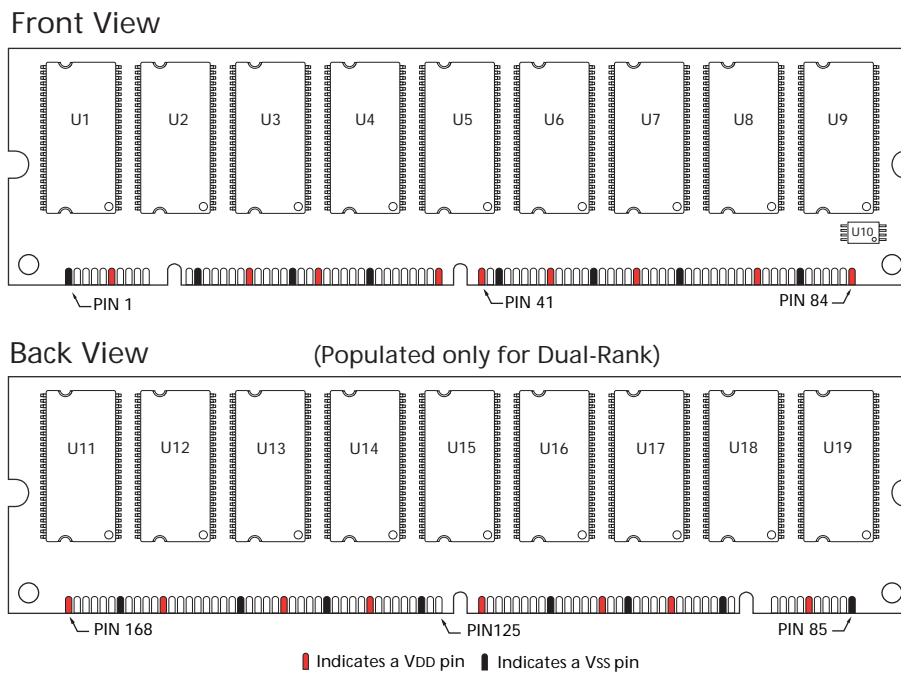 Front View
U1 U2 U3 U4 U5 U6 U7 U8 U9
U10
PIN 1 PIN 41 PIN 84
Back View (Populated only for Dual-Rank)
U11 U12 U13 U14 U15 U16 U17 U18 U19
PIN 168 PIN125 PIN 85
Indicates a VDD pin Indicates a VSS pin